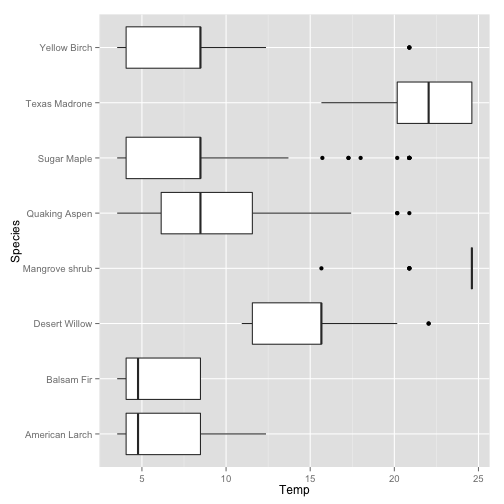 Species
Yellow Birch
Texas Madrone
Sugar Maple
Quaking Aspen
Mangrove shrub
Desert Willow
Balsam Fir
American Larch
5 10 15 20 25
Temp